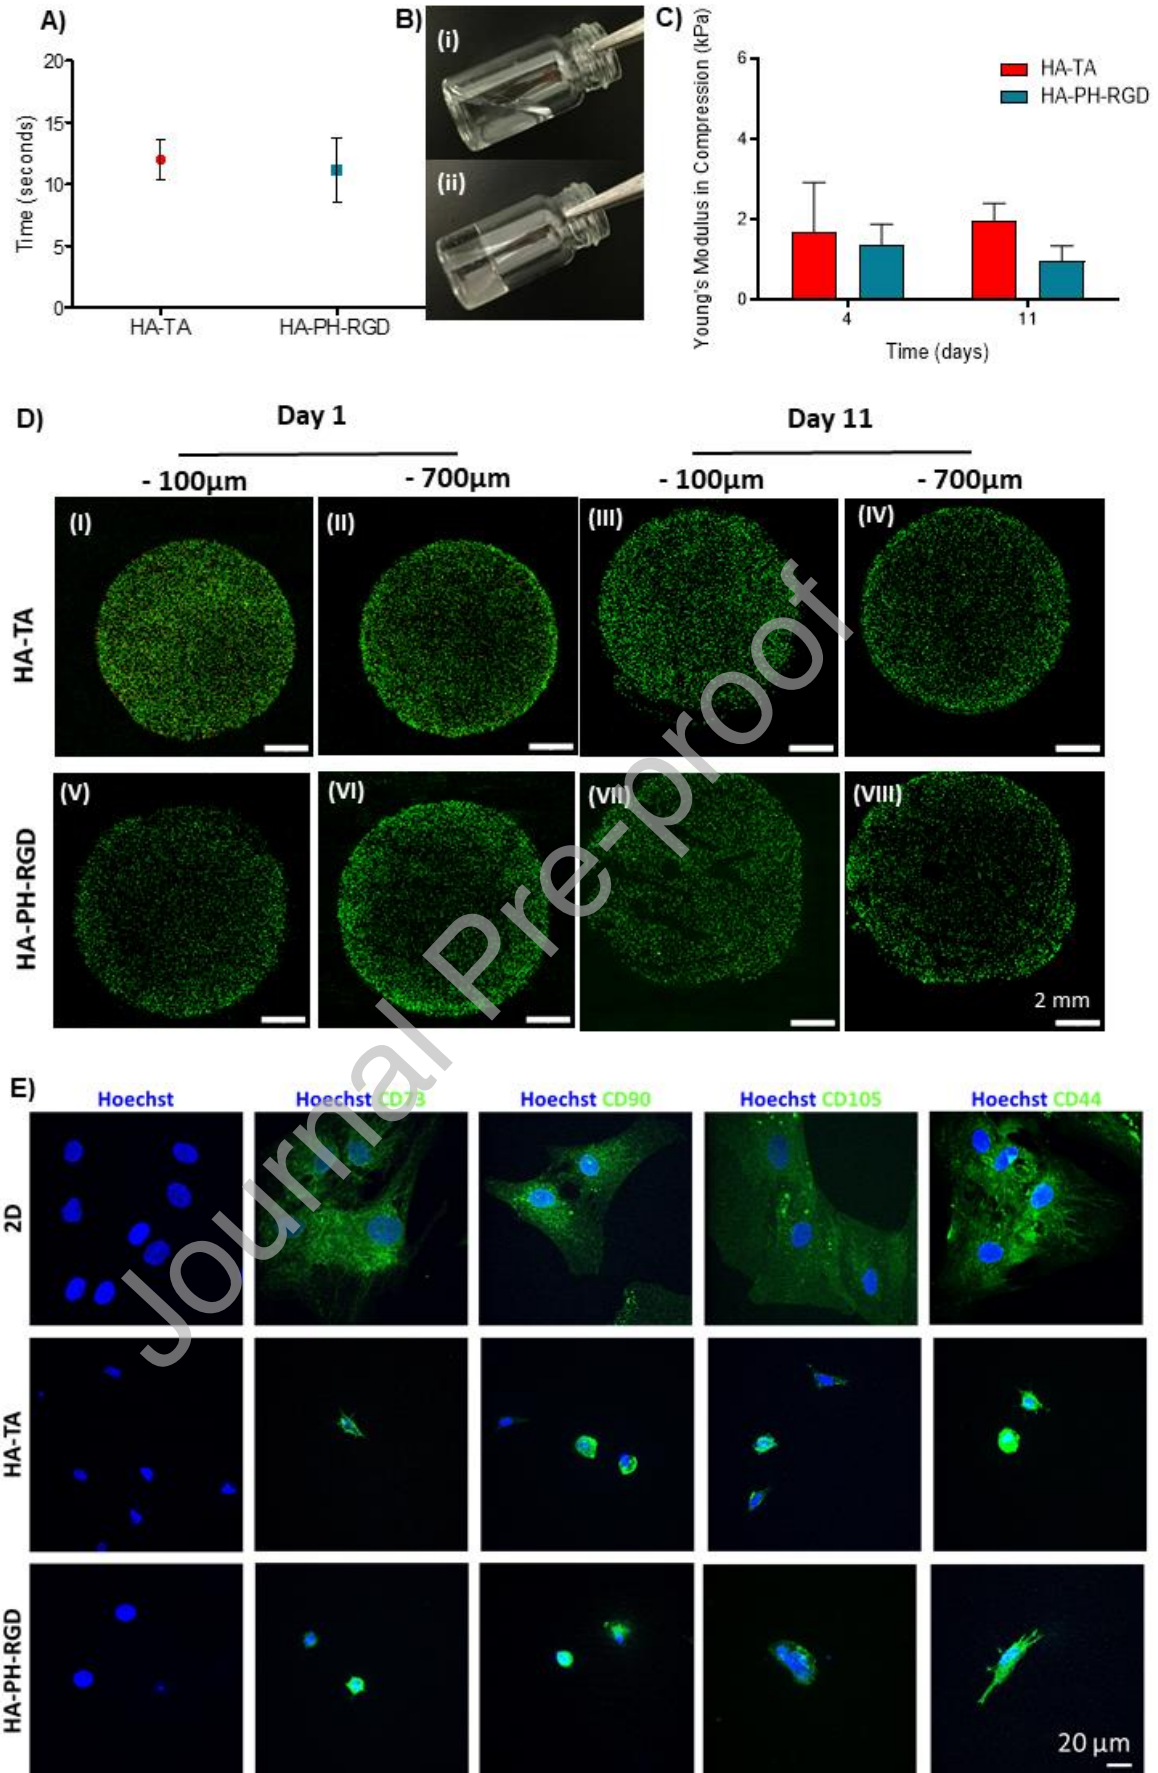 A)
20
15
10
5
0
Time (seconds)
HA-TA
HA-PH-RGD
B)
(i)
(ii)
C)
Young's Modulus in Compression (kPa)
6
4
2
0
HA-TA
HA-PH-RGD
4
11
Time (days)
D)
Day 1
Day 11
- 100µm
- 700µm
- 100µm
- 700µm
HA-TA
(I)
(II)
(III)
(IV)
HA-PH-RGD
(V)
(VI)
(VII)
(VIII)
2 mm
E)
Hoechst
Hoechst CD73
Hoechst CD90
Hoechst CD105
Hoechst CD44
2D
HA-TA
HA-PH-RGD
20 µm
Journal Pre-proof